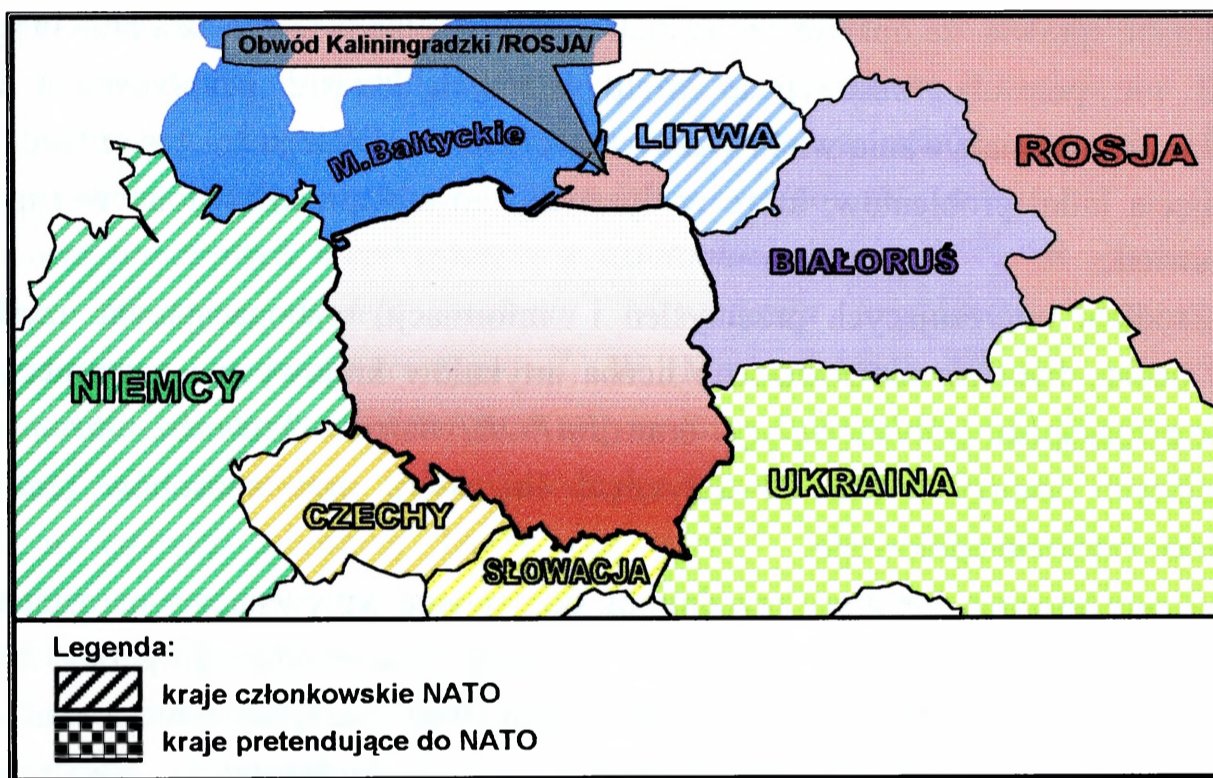 Obwód Kaliningradzki /ROSJA/
M.Bałtyckie
LITWA
ROSJA
BIAŁORUŚ
NIEMCY
UKRAINA
CZECHY
SŁOWACJA
Legenda:
kraje członkowskie NATO
kraje pretendujące do NATO